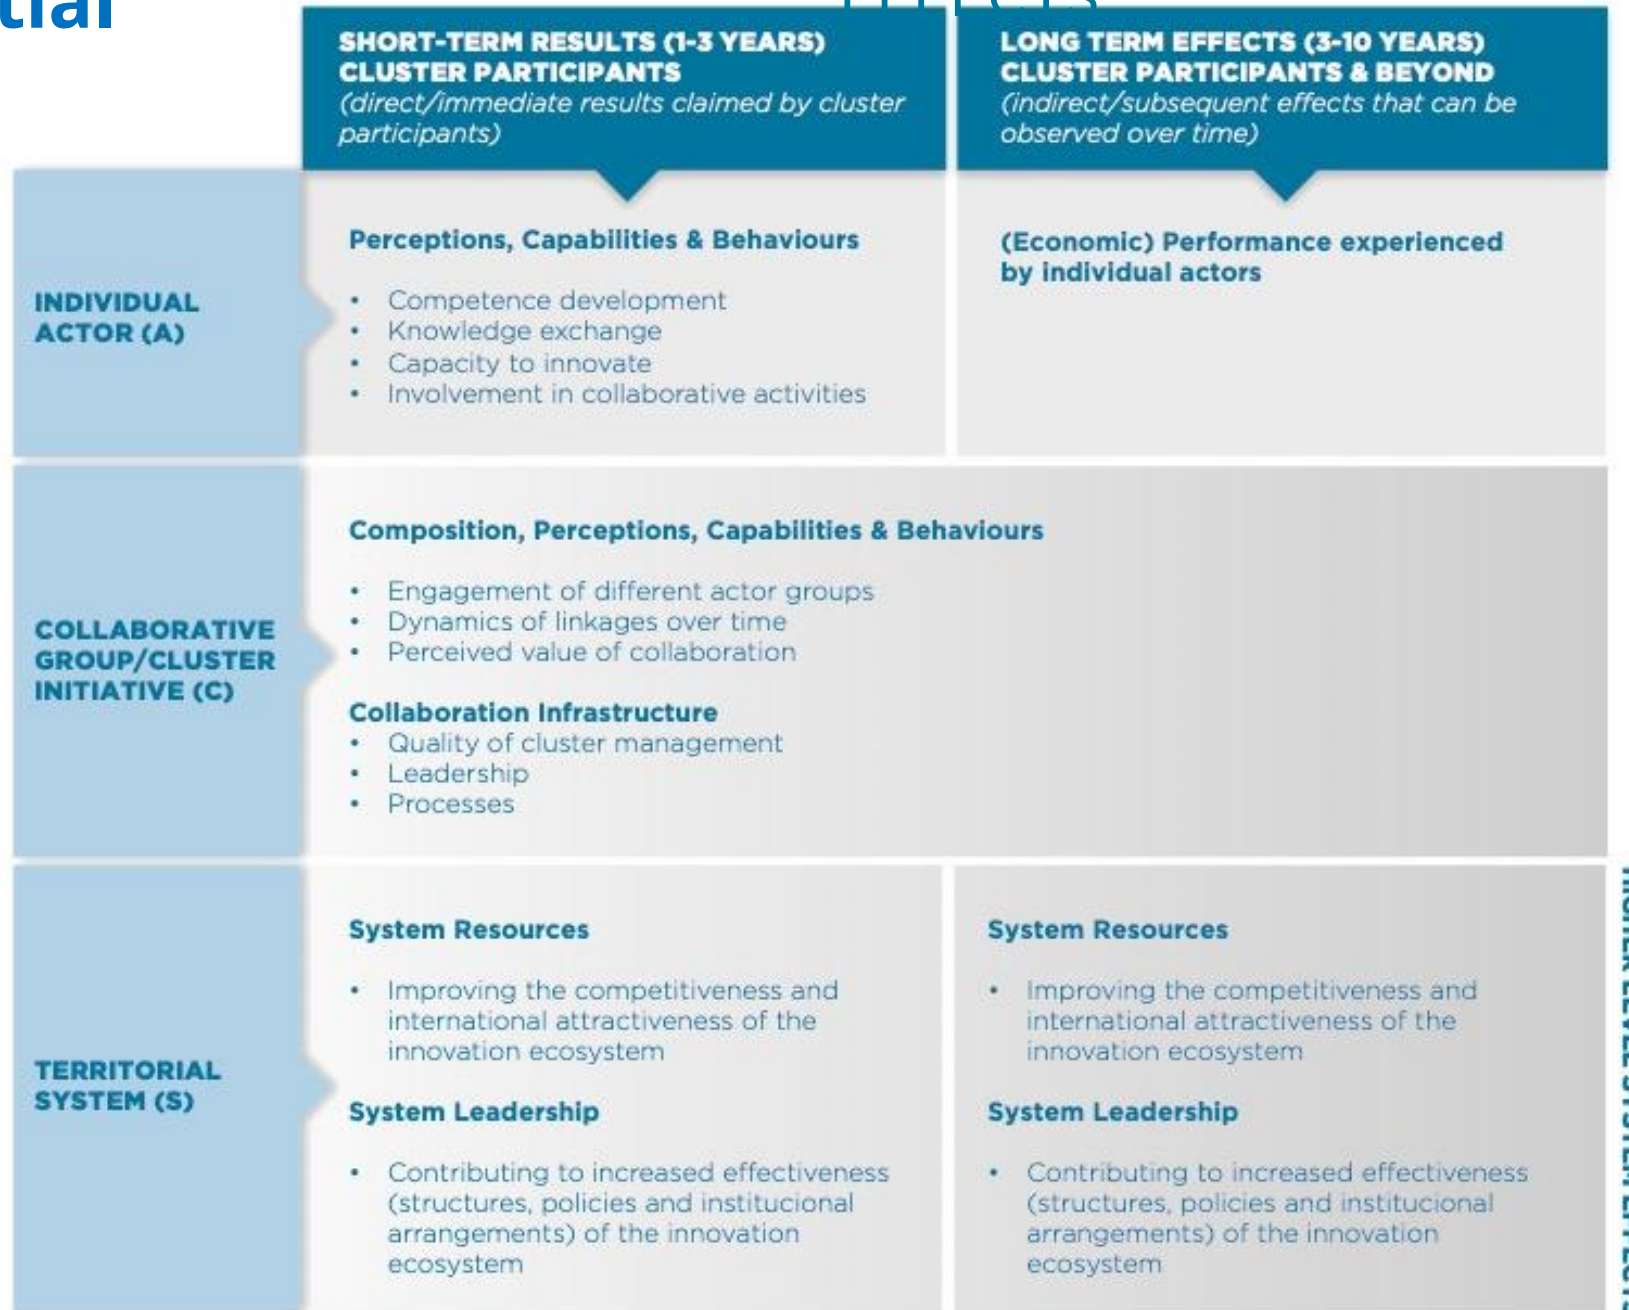 tial
SHORT-TERM RESULTS (1-3 YEARS)
CLUSTER PARTICIPANTS
(direct/immediate results claimed by cluster
participants)
LONG TERM EFFECTS (3-10 YEARS)
CLUSTER PARTICIPANTS & BEYOND
(indirect/subsequent effects that can be
observed over time)
INDIVIDUAL
ACTOR (A)
Perceptions, Capabilities & Behaviours
• Competence development
• Knowledge exchange
• Capacity to innovate
• Involvement in collaborative activities
(Economic) Performance experienced
by individual actors
COLLABORATIVE
GROUP/CLUSTER
INITIATIVE (C)
Composition, Perceptions, Capabilities & Behaviours
• Engagement of different actor groups
• Dynamics of linkages over time
• Perceived value of collaboration
Collaboration Infrastructure
• Quality of cluster management
• Leadership
• Processes
TERRITORIAL
SYSTEM (S)
System Resources
• Improving the competitiveness and
international attractiveness of the
innovation ecosystem
System Leadership
• Contributing to increased effectiveness
(structures, policies and institucional
arrangements) of the innovation
ecosystem
System Resources
• Improving the competitiveness and
international attractiveness of the
innovation ecosystem
System Leadership
• Contributing to increased effectiveness
(structures, policies and institucional
arrangements) of the innovation
ecosystem